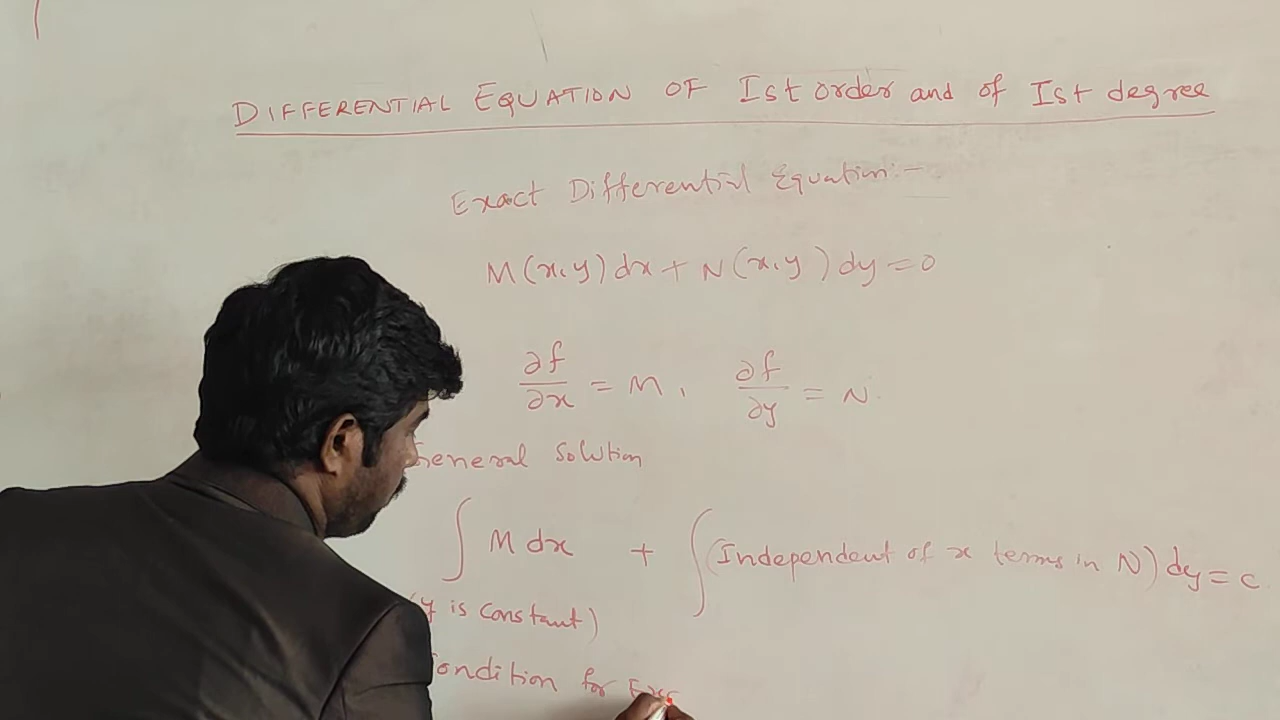 DIFFERENTIAL EQUATION OF Ist order and of Ist degree
Exact Differential Equation:-
M(x,y)dx + N(x,y)dy = 0
∂f/∂x = M, ∂f/∂y = N.
General Solution
∫ M dx + ∫(Independent of x terms in N) dy = c
(y is constant)
Condition for